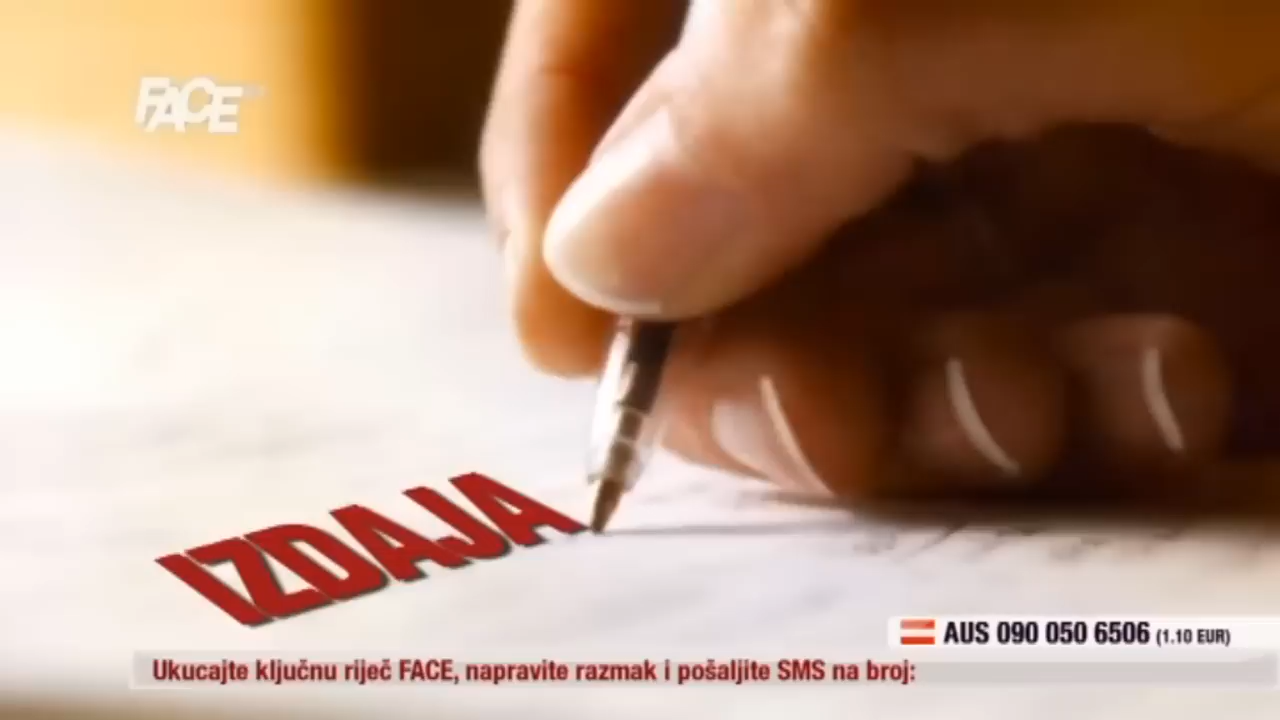 FACE
IZDAJA
AUS 090 050 6506 (1.10 EUR)
Ukucajte ključnu riječ FACE, napravite razmak i pošaljite SMS na broj: